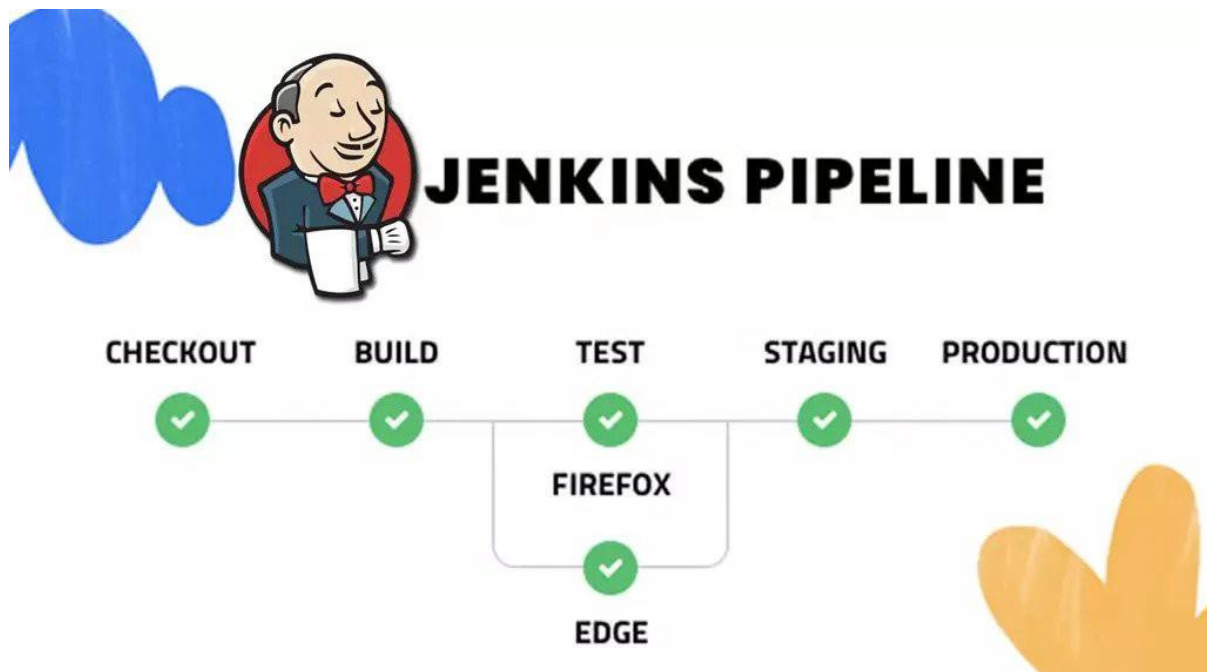 JENKINS PIPELINE
CHECKOUT BUILD TEST STAGING PRODUCTION
FIREFOX
EDGE